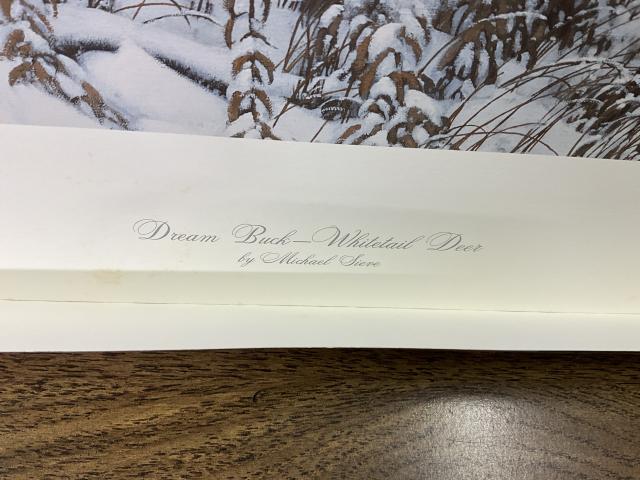 Dream Buck—Whitetail Deer
by Michael Sieve